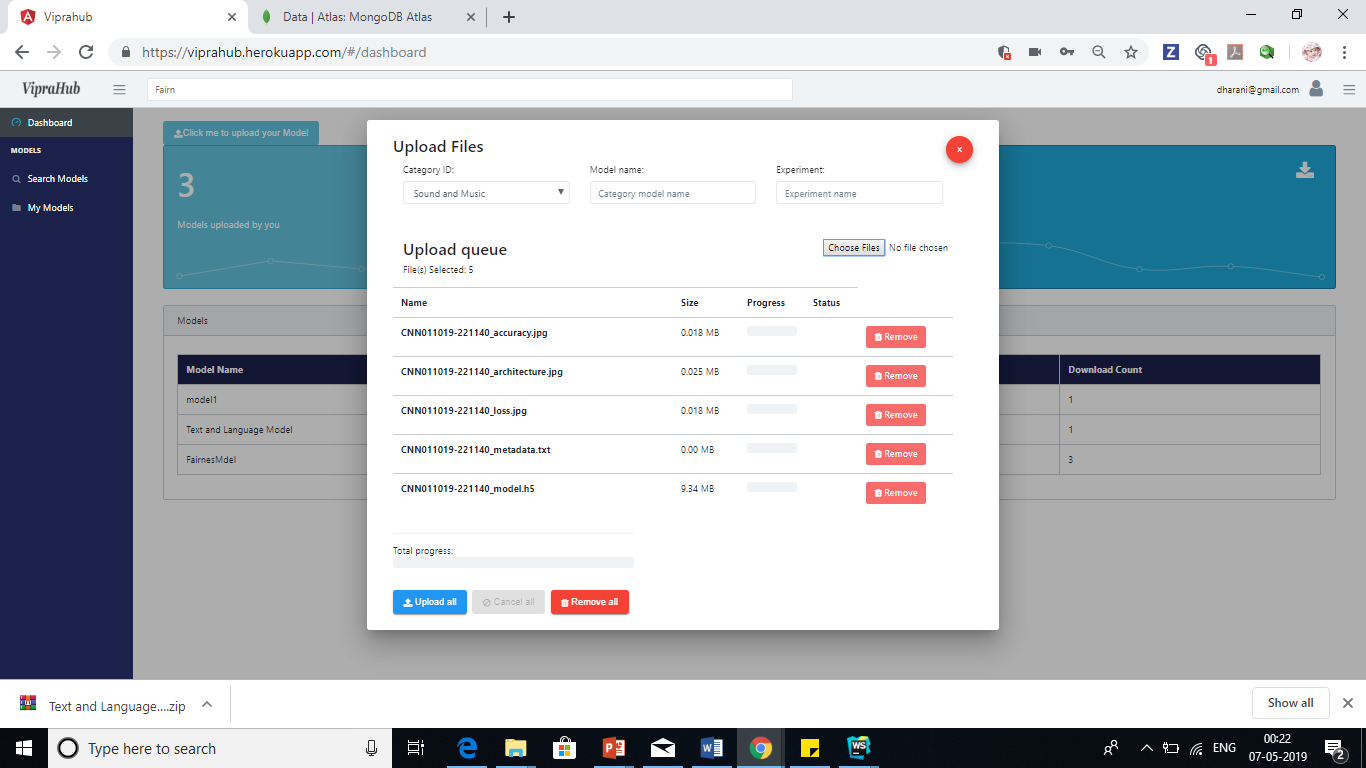 Viprahub
Data | Atlas: MongoDB Atlas
https://viprahub.herokuapp.com/#/dashboard
Z
1
VipraHub
Fairn
dharani@gmail.com
Dashboard
MODELS
Search Models
My Models
Click me to upload your Model
3
Models uploaded by you
Models
Model Name
Download Count
model1
1
Text and Language Model
1
FairnesMdel
3
Upload Files
x
Category ID:
Model name:
Experiment:
Sound and Music
Category model name
Experiment name
Upload queue
Choose Files No file chosen
File(s) Selected: 5
Name Size Progress Status
CNN011019-221140_accuracy.jpg 0.018 MB Remove
CNN011019-221140_architecture.jpg 0.025 MB Remove
CNN011019-221140_loss.jpg 0.018 MB Remove
CNN011019-221140_metadata.txt 0.00 MB Remove
CNN011019-221140_model.h5 9.34 MB Remove
Total progress:
Upload all Cancel all Remove all
Text and Language....zip
Show all
Type here to search
ENG
00:22
07-05-2019
2